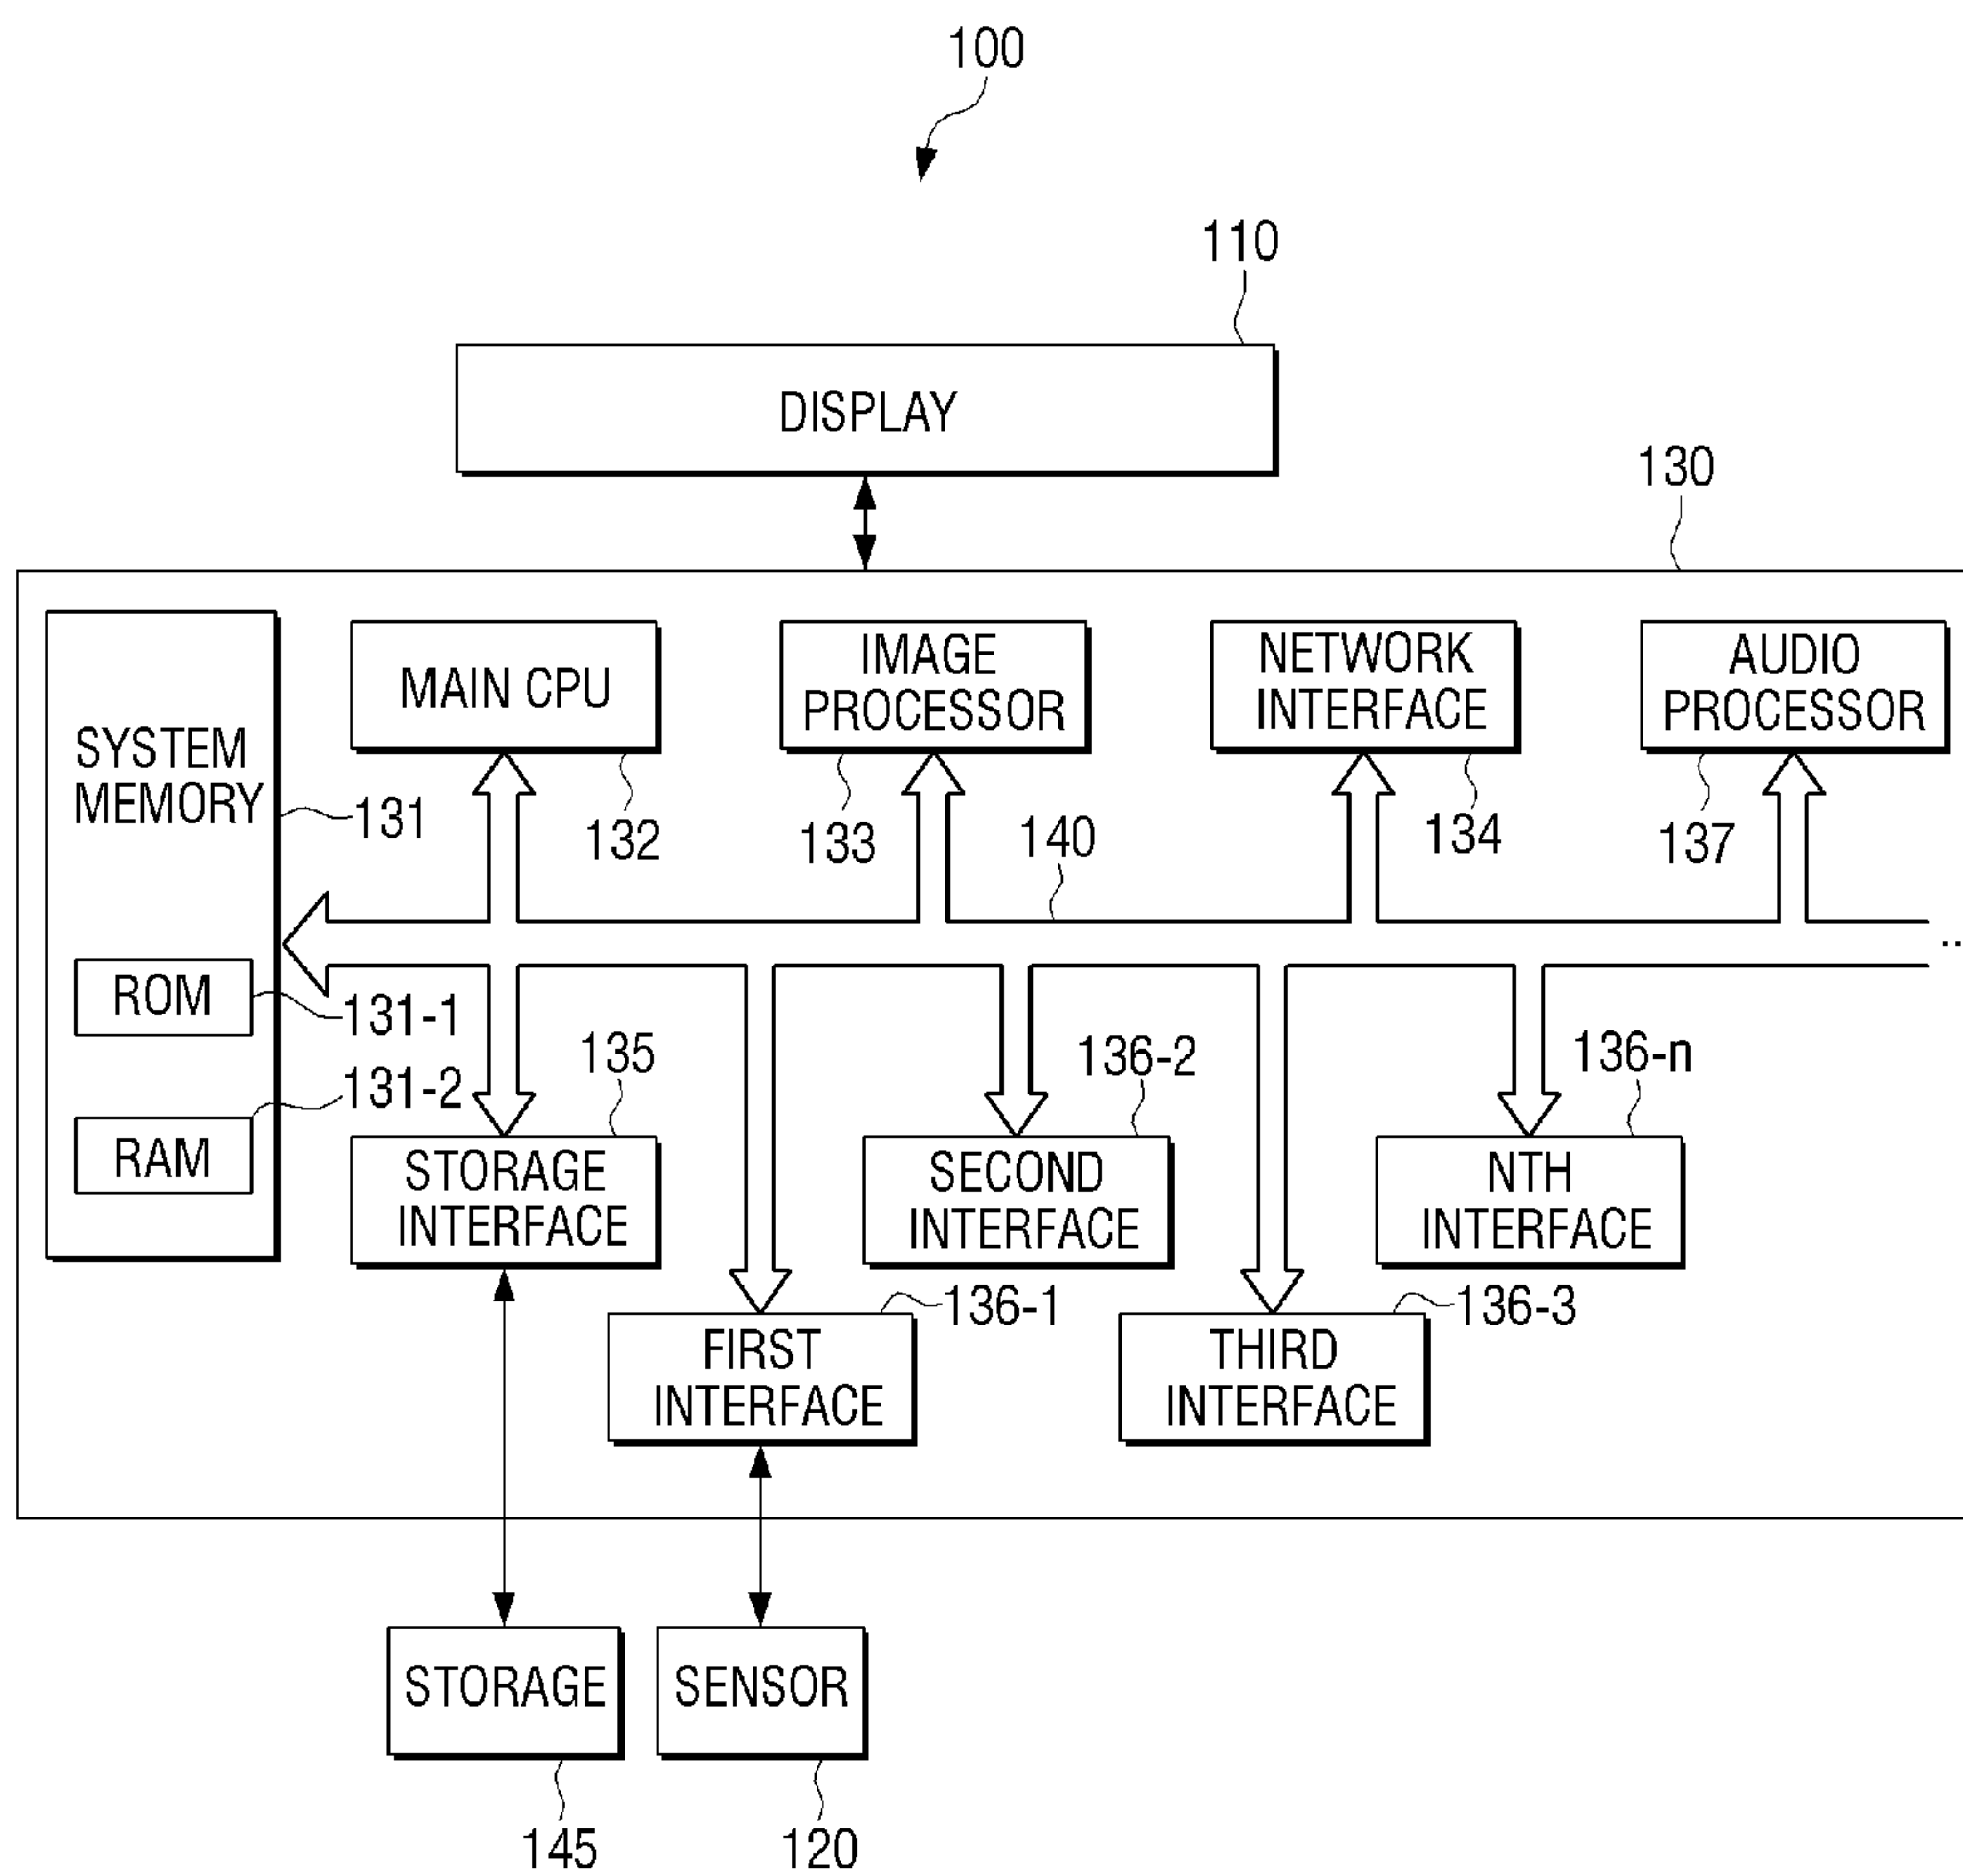 100
110
DISPLAY
130
MAIN CPU
IMAGE
PROCESSOR
NETWORK
INTERFACE
AUDIO
PROCESSOR
SYSTEM
MEMORY
131
132
133
140
134
137
..
ROM
131-1
131-2
RAM
135
136-2
136-n
STORAGE
INTERFACE
SECOND
INTERFACE
NTH
INTERFACE
136-1
136-3
FIRST
INTERFACE
THIRD
INTERFACE
STORAGE
SENSOR
145
120